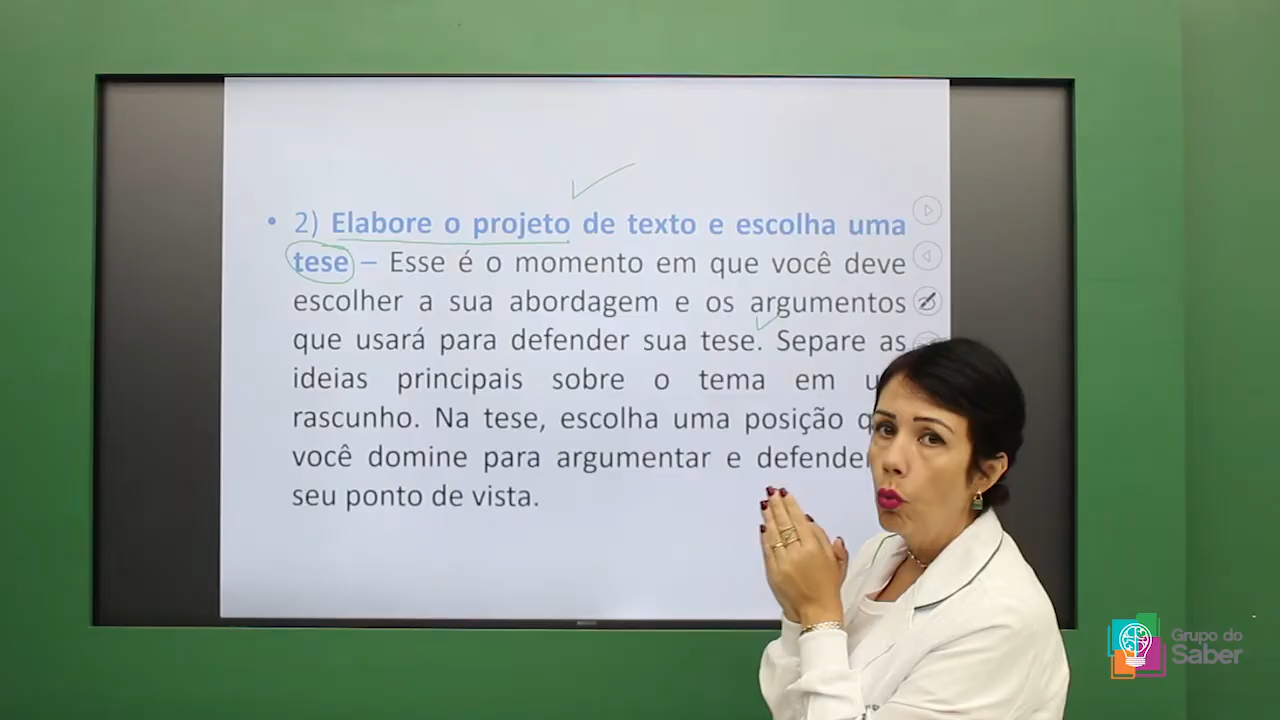 • 2) Elabore o projeto de texto e escolha uma
tese – Esse é o momento em que você deve
escolher a sua abordagem e os argumentos
que usará para defender sua tese. Separe as
ideias principais sobre o tema em
rascunho. Na tese, escolha uma posição
você domine para argumentar e defender
seu ponto de vista.
Grupo do
Saber